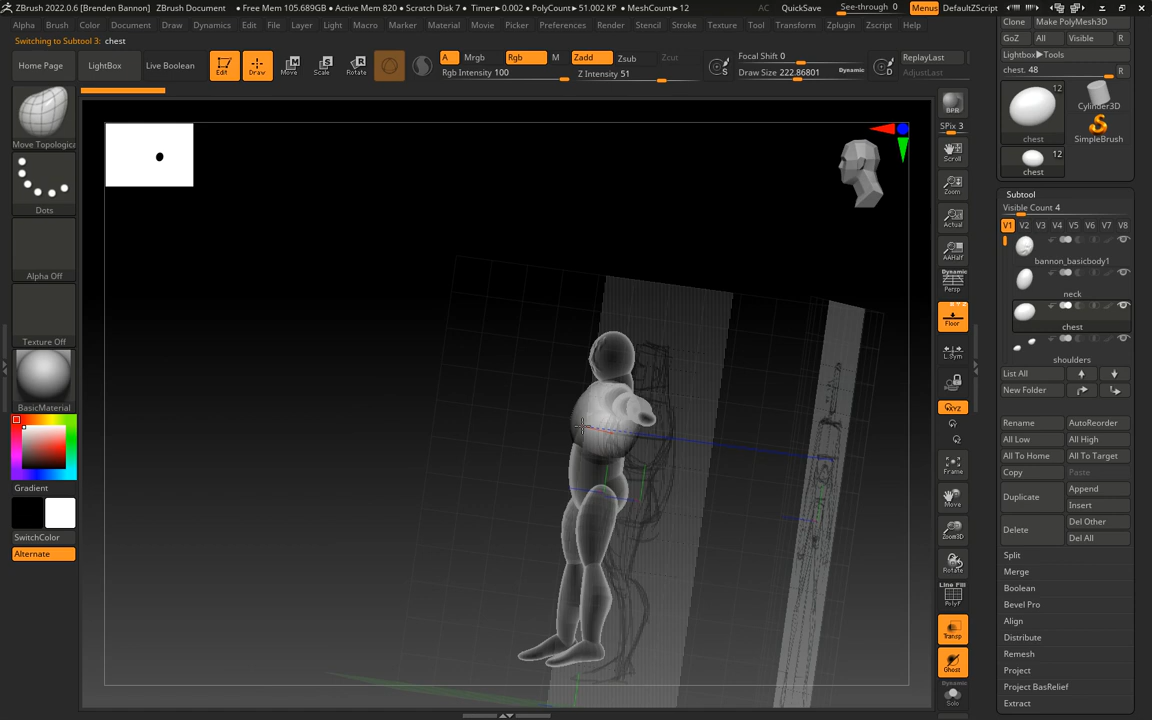 ZBrush 2022.0.6 [Brenden Bannon] ZBrush Document • Free Mem 105.689GB • Active Mem 820 • Scratch Disk 7 • Timer▶0.002 • PolyCount▶51.002 KP • MeshCount▶12 AC QuickSave See-through 0 Menus DefaultZScript
Alpha Brush Color Document Draw Dynamics Edit File Layer Light Macro Marker Material Movie Picker Preferences Render Stencil Stroke Texture Tool Transform Zplugin Zscript Help
Switching to Subtool 3: chest
Home Page LightBox Live Boolean Edit Draw Move Scale Rotate A Mrgb Rgb M Zadd Zsub Zcut Focal Shift 0 ReplayLast
Rgb Intensity 100 Z Intensity 51 S Draw Size 222.86801 Dynamic D AdjustLast
Move Topologica
Dots
Alpha Off
Texture Off
BasicMaterial
Gradient
SwitchColor
Alternate
BPR
SPix 3
Scroll
Zoom
Actual
AAHalf
Dynamic
Persp
Floor
L.Sym
XYZ
Frame
Move
Zoom3D
Rotate
Line Fill
PolyF
Transp
Ghost
Dynamic
Solo
Clone Make PolyMesh3D
GoZ All Visible R
Lightbox▶Tools
chest. 48 R
12
chest Cylinder3D
SimpleBrush
12
chest
Subtool
Visible Count 4
V1 V2 V3 V4 V5 V6 V7 V8
bannon_basicbody1
neck
chest
shoulders
List All
New Folder
Rename AutoReorder
All Low All High
All To Home All To Target
Copy Paste
Duplicate Append
Insert
Delete Del Other
Del All
Split
Merge
Boolean
Bevel Pro
Align
Distribute
Remesh
Project
Project BasRelief
Extract